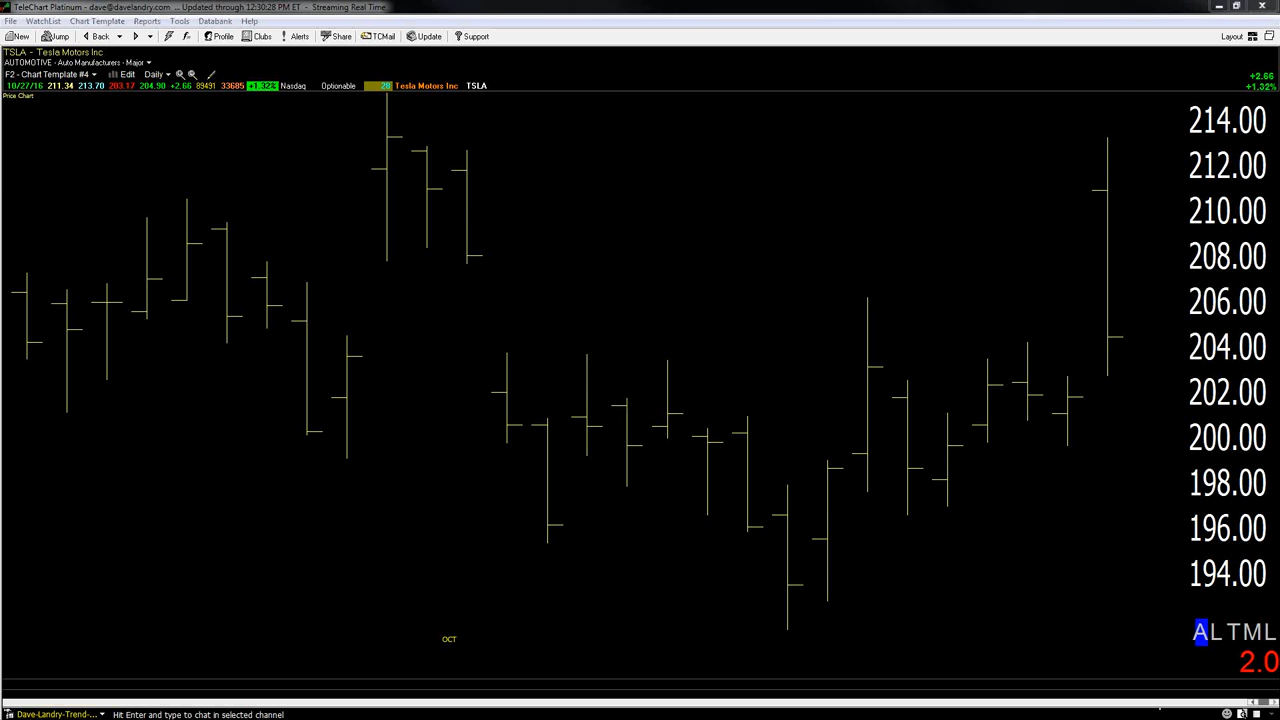 TeleChart Platinum - dave@davelandry.com ... Updated through 12:30:28 PM ET - Streaming Real Time
File WatchList Chart Template Reports Tools Databank Help
New Jump Back Profile Clubs Alerts Share TCMail Update Support Layout
TSLA - Tesla Motors Inc
AUTOMOTIVE - Auto Manufacturers - Major
F2 - Chart Template #4 Edit Daily
+2.66
10/27/16 211.34 213.70 203.17 204.90 +2.66 89491 33685 +1.32% Nasdaq Optionable 28 Tesla Motors Inc TSLA +1.32%
Price Chart
214.00
212.00
210.00
208.00
206.00
204.00
202.00
200.00
198.00
196.00
194.00
ALTML
OCT
2.0
Dave-Landry-Trend-... Hit Enter and type to chat in selected channel